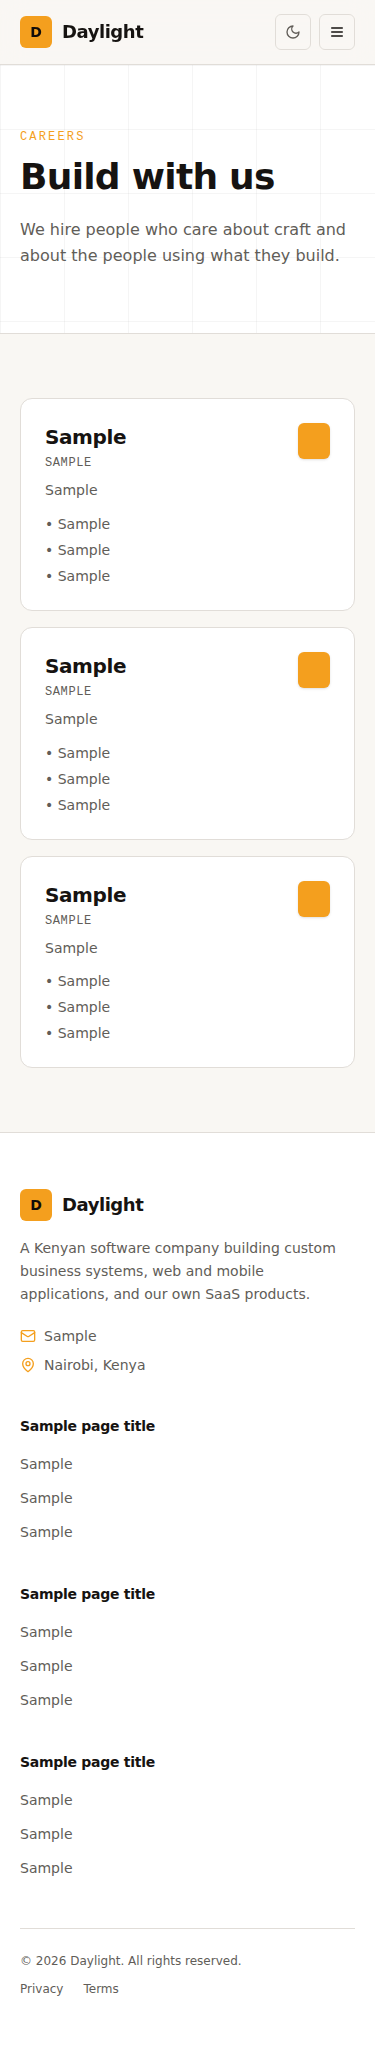 D Daylight
CAREERS
Build with us
We hire people who care about craft and
about the people using what they build.
Sample
SAMPLE
Sample
• Sample
• Sample
• Sample
Sample
SAMPLE
Sample
• Sample
• Sample
• Sample
Sample
SAMPLE
Sample
• Sample
• Sample
• Sample
D Daylight
A Kenyan software company building custom
business systems, web and mobile
applications, and our own SaaS products.
Sample
Nairobi, Kenya
Sample page title
Sample
Sample
Sample
Sample page title
Sample
Sample
Sample
Sample page title
Sample
Sample
Sample
© 2026 Daylight. All rights reserved.
Privacy Terms